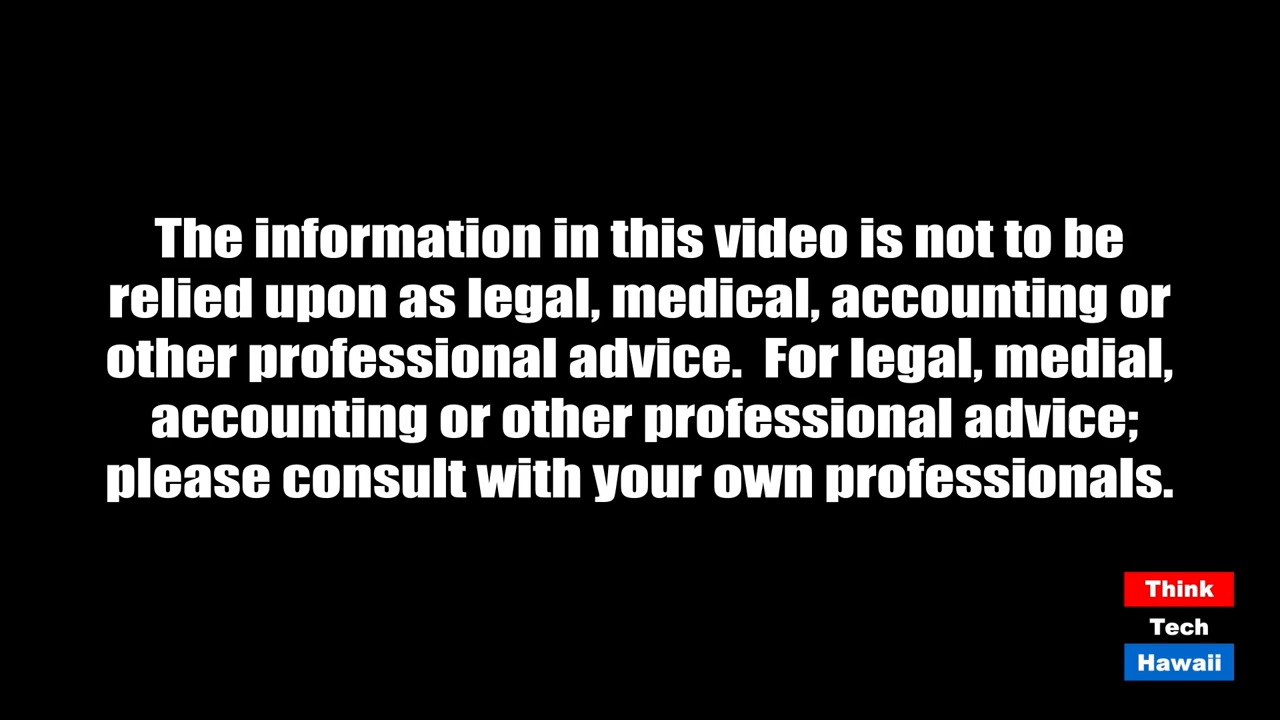 The information in this video is not to be
relied upon as legal, medical, accounting or
other professional advice.  For legal, medial,
accounting or other professional advice;
please consult with your own professionals.
Think
Tech
Hawaii